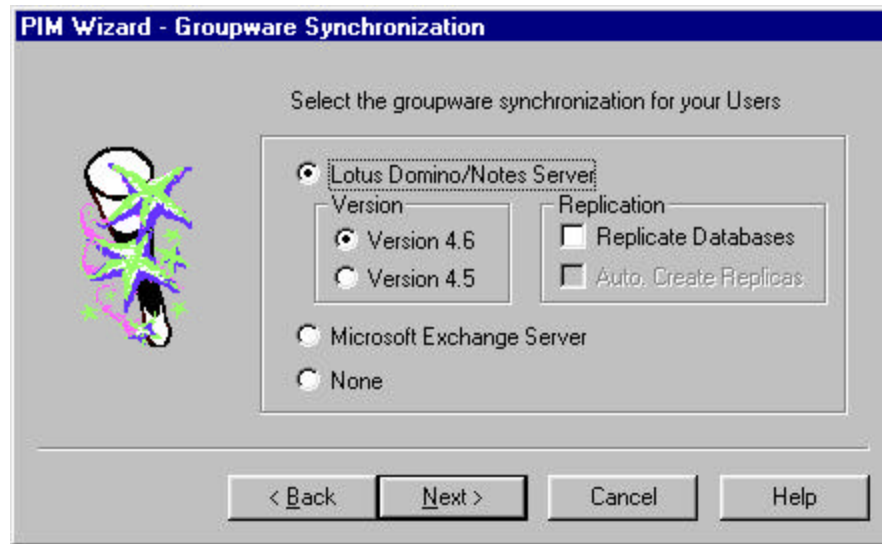 PIM Wizard - Groupware Synchronization
Select the groupware synchronization for your Users
Lotus Domino/Notes Server
Version
Replication
Version 4.6
Replicate Databases
Version 4.5
Auto. Create Replicas
Microsoft Exchange Server
None
< Back
Next >
Cancel
Help